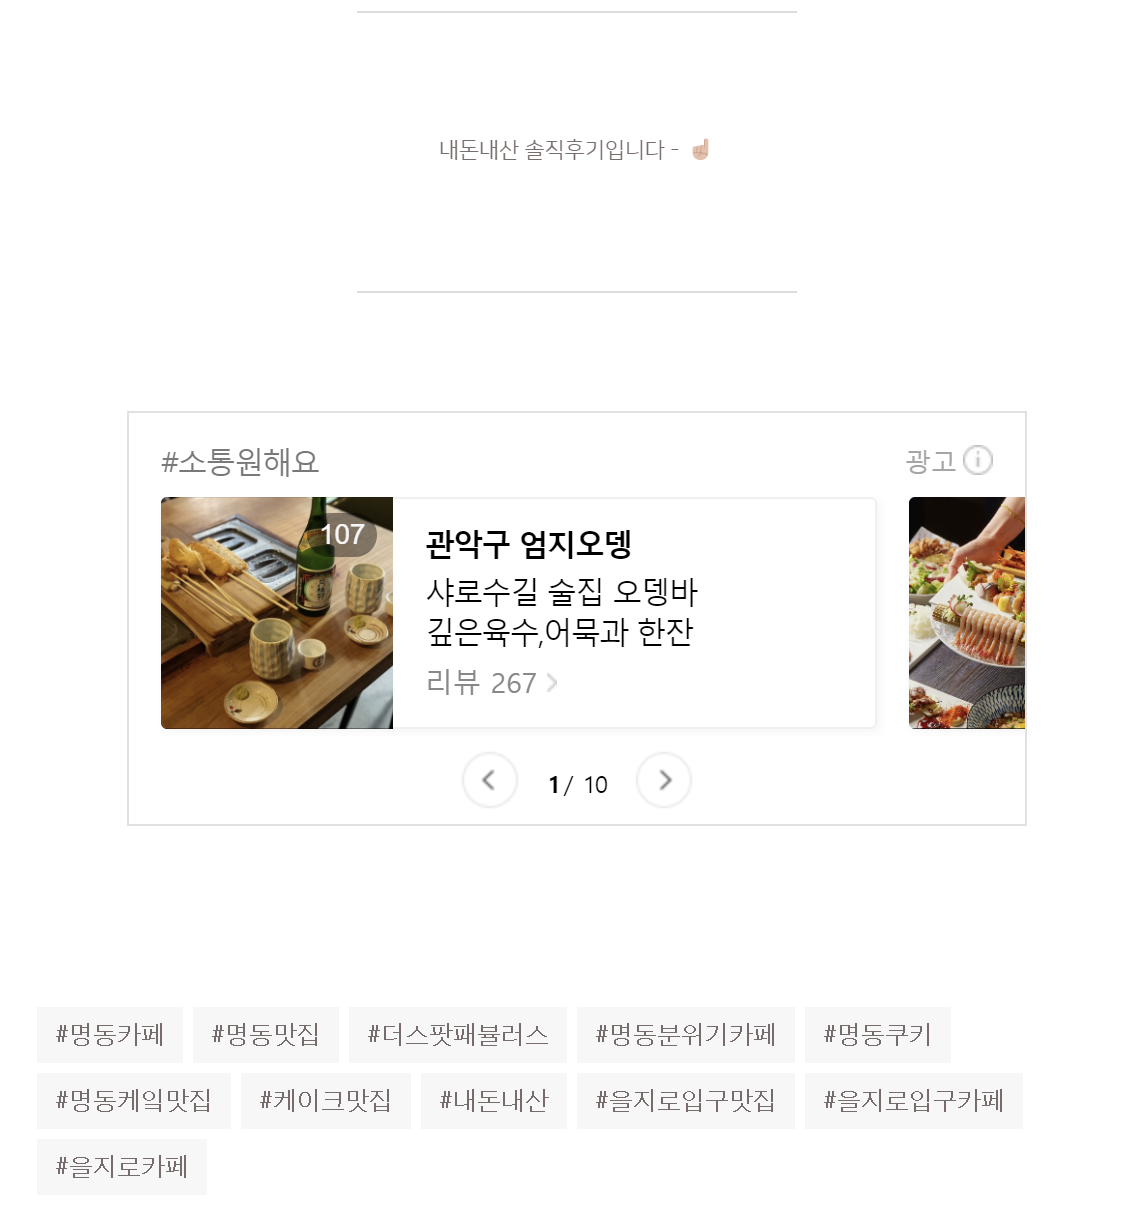 내돈내산 솔직후기입니다 - ☝🏼
#소통원해요
광고
107
관악구 엄지오뎅
샤로수길 술집 오뎅바
깊은육수,어묵과 한잔
리뷰 267
1 / 10
#명동카페 #명동맛집 #더스팟패뷸러스 #명동분위기카페 #명동쿠키
#명동케잌맛집 #케이크맛집 #내돈내산 #을지로입구맛집 #을지로입구카페
#을지로카페